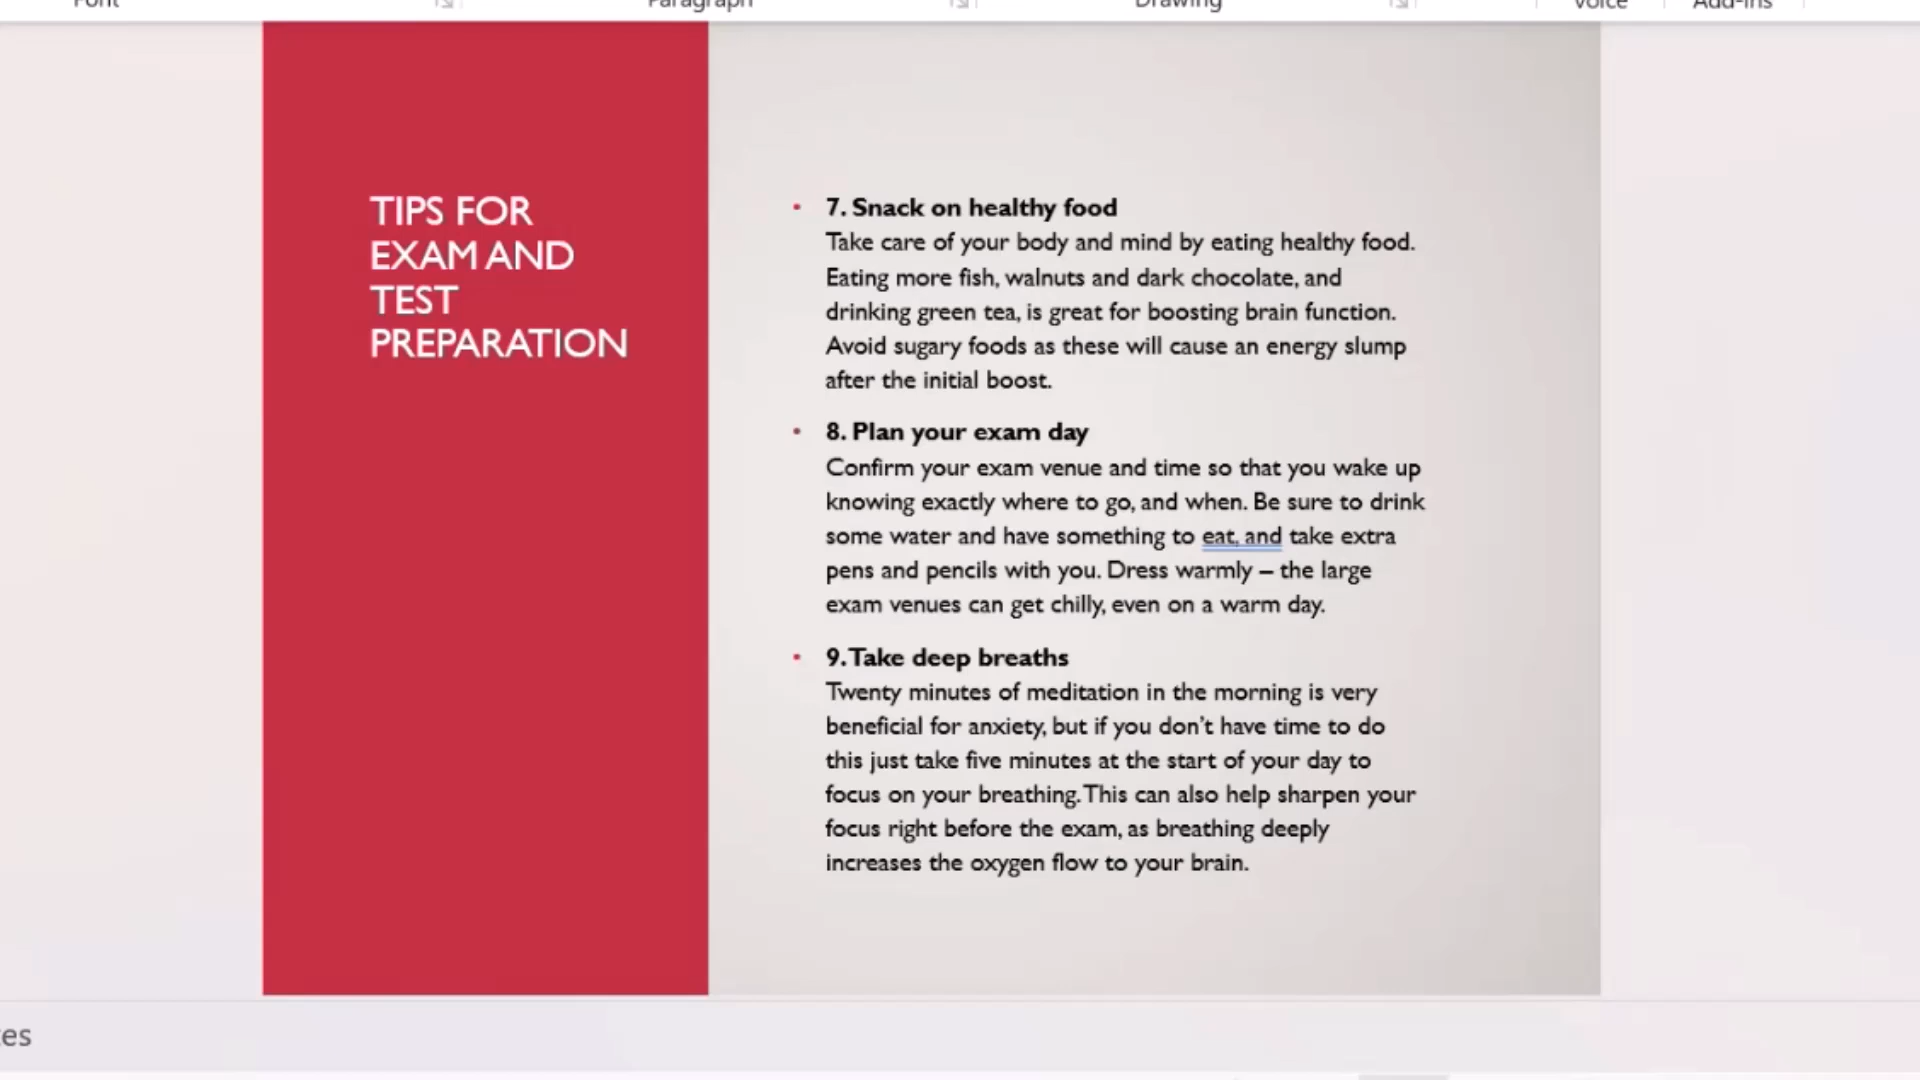 Font
Paragraph
Drawing
Voice
Add-ins
TIPS FOR
EXAM AND
TEST
PREPARATION
• 7. Snack on healthy food
Take care of your body and mind by eating healthy food.
Eating more fish, walnuts and dark chocolate, and
drinking green tea, is great for boosting brain function.
Avoid sugary foods as these will cause an energy slump
after the initial boost.
• 8. Plan your exam day
Confirm your exam venue and time so that you wake up
knowing exactly where to go, and when. Be sure to drink
some water and have something to eat, and take extra
pens and pencils with you. Dress warmly – the large
exam venues can get chilly, even on a warm day.
• 9. Take deep breaths
Twenty minutes of meditation in the morning is very
beneficial for anxiety, but if you don’t have time to do
this just take five minutes at the start of your day to
focus on your breathing. This can also help sharpen your
focus right before the exam, as breathing deeply
increases the oxygen flow to your brain.